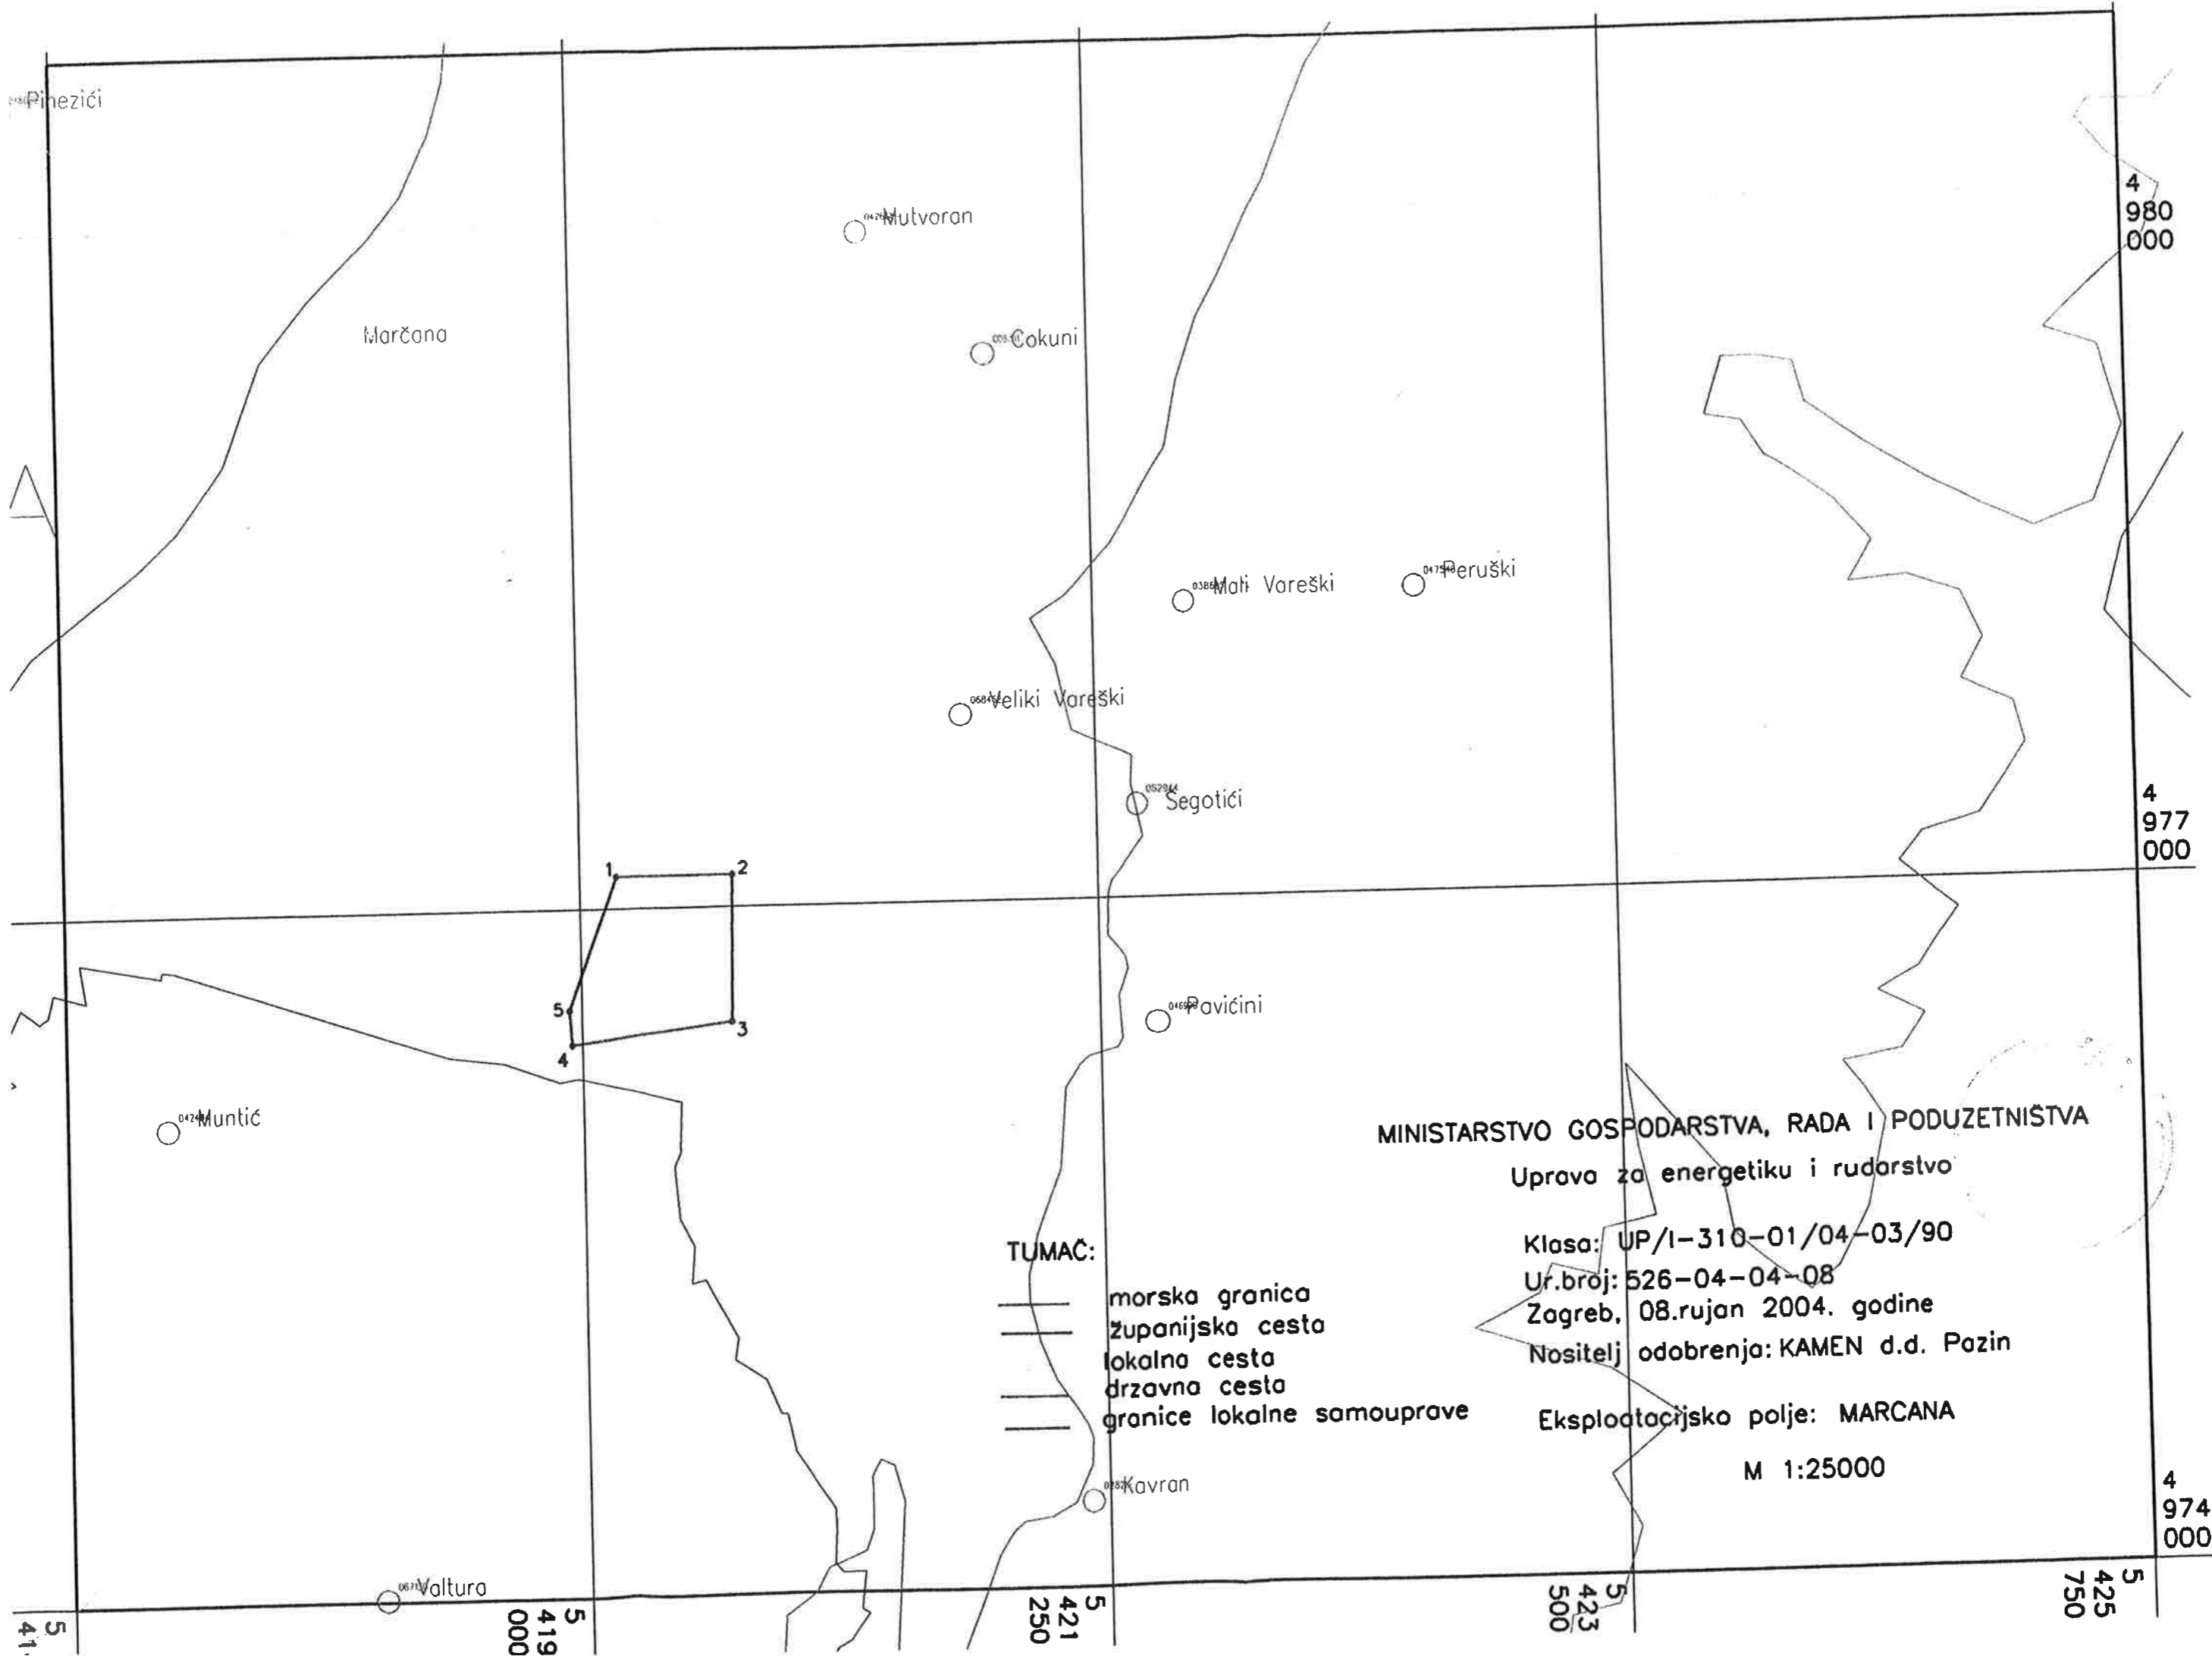 Pinezići
Mutvoran
Marčana
Cokuni
Mali Vareški
Peruški
Veliki Vareški
052944
Šegotići
1
2
3
4
5
Pavićini
Muntić
Kavran
Valtura
4
980
000
4
977
000
4
974
000
MINISTARSTVO GOSPODARSTVA, RADA I PODUZETNIŠTVA
Uprava za energetiku i rudarstvo
Klasa: UP/I-310-01/04-03/90
Ur.broj: 526-04-04-08
Zagreb, 08.rujan 2004. godine
Nositelj odobrenja: KAMEN d.d. Pazin
Eksploatacijsko polje: MARCANA
M 1:25000
TUMAČ:
morska granica
županijska cesta
lokalna cesta
drzavna cesta
granice lokalne samouprave
5
41
5
419
000
5
421
250
5
423
500
5
425
750